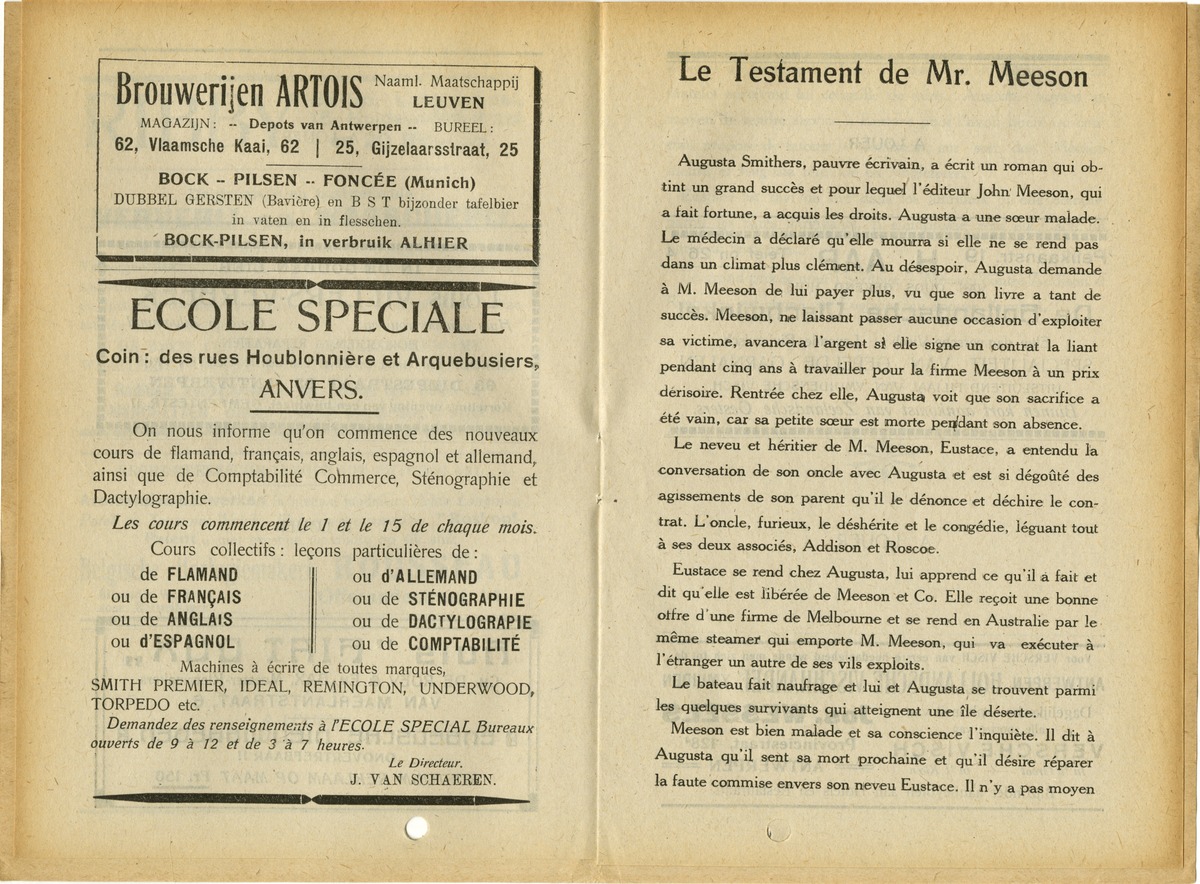 Brouwerijen ARTOIS Naaml. Maatschappij
LEUVEN
MAGAZIJN: -- Depots van Antwerpen -- BUREEL:
62, Vlaamsche Kaai, 62 | 25, Gijzelaarsstraat, 25
BOCK -- PILSEN -- FONCÉE (Munich)
DUBBEL GERSTEN (Bavière) en B S T bijzonder tafelbier
in vaten en in flesschen.
BOCK-PILSEN, in verbruik ALHIER
ECÒLE SPECIALE
Coin: des rues Houblonnière et Arquebusiers,
ANVERS.
On nous informe qu'on commence des nouveaux
cours de flamand, français, anglais, espagnol et allemand,
ainsi que de Comptabilité Commerce, Sténographie et
Dactylographie.
Les cours commencent le 1 et le 15 de chaque mois.
Cours collectifs: leçons particulières de:
de FLAMAND
ou de FRANÇAIS
ou de ANGLAIS
ou d'ESPAGNOL
ou d'ALLEMAND
ou de STÉNOGRAPHIE
ou de DACTYLOGRAPIE
ou de COMPTABILITÉ
Machines à écrire de toutes marques,
SMITH PREMIER, IDEAL, REMINGTON, UNDERWOOD,
TORPEDO etc.
Demandez des renseignements à l'ECOLE SPECIAL Bureaux
ouverts de 9 à 12 et de 3 à 7 heures.
Le Directeur.
J. VAN SCHAEREN.
Le Testament de Mr. Meeson
Augusta Smithers, pauvre écrivain, a écrit un roman qui ob-
tint un grand succès et pour lequel l'éditeur John Meeson, qui
a fait fortune, a acquis les droits. Augusta a une sœur malade.
Le médecin a déclaré qu'elle mourra si elle ne se rend pas
dans un climat plus clément. Au désespoir, Augusta demande
à M. Meeson de lui payer plus, vu que son livre a tant de
succès. Meeson, ne laissant passer aucune occasion d'exploiter
sa victime, avancera l'argent si elle signe un contrat la liant
pendant cinq ans à travailler pour la firme Meeson à un prix
dérisoire. Rentrée chez elle, Augusta voit que son sacrifice a
été vain, car sa petite sœur est morte pendant son absence.
Le neveu et héritier de M. Meeson, Eustace, a entendu la
conversation de son oncle avec Augusta et est si dégoûté des
agissements de son parent qu'il le dénonce et déchire le con-
trat. L'oncle, furieux, le déshérite et le congédie, léguant tout
à ses deux associés, Addison et Roscoe.
Eustace se rend chez Augusta, lui apprend ce qu'il a fait et
dit qu'elle est libérée de Meeson et Co. Elle reçoit une bonne
offre d'une firme de Melbourne et se rend en Australie par le
même steamer qui emporte M. Meeson, qui va exécuter à
l'étranger un autre de ses vils exploits.
Le bateau fait naufrage et lui et Augusta se trouvent parmi
les quelques survivants qui atteignent une île déserte.
Meeson est bien malade et sa conscience l'inquiète. Il dit à
Augusta qu'il sent sa mort prochaine et qu'il désire réparer
la faute commise envers son neveu Eustace. Il n'y a pas moyen